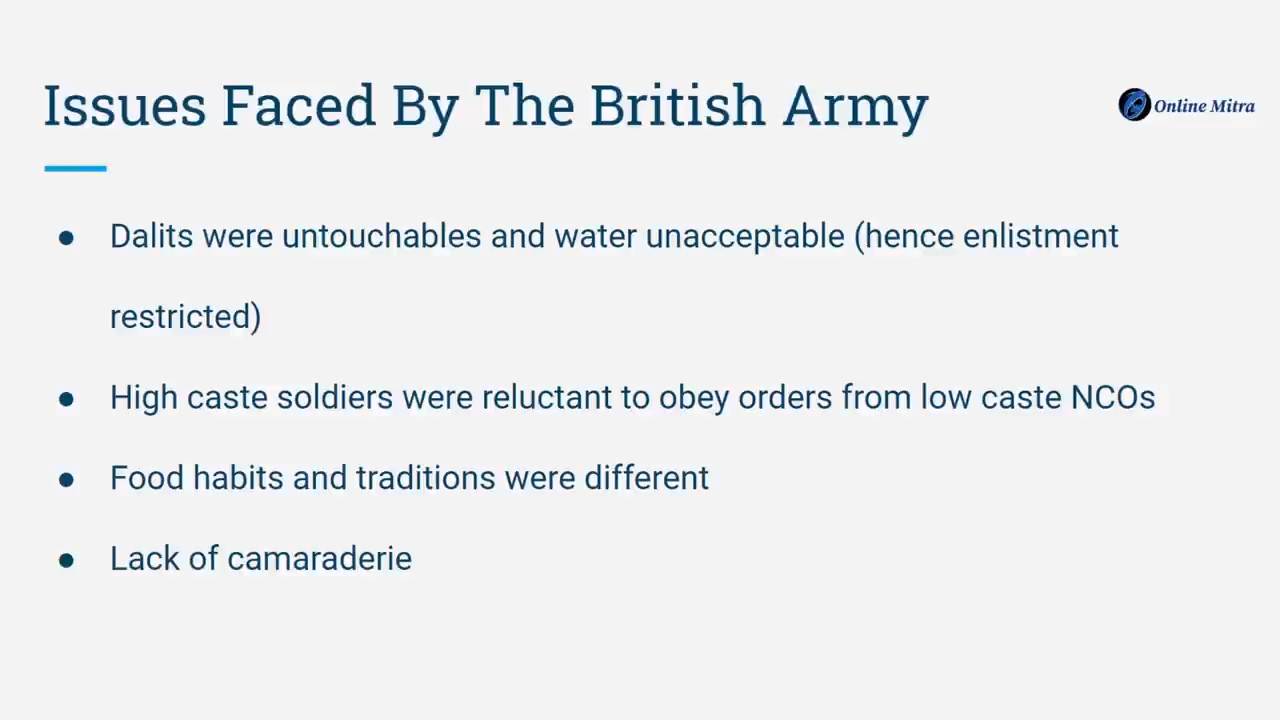 Issues Faced By The British Army
Online Mitra
● Dalits were untouchables and water unacceptable (hence enlistment
restricted)
● High caste soldiers were reluctant to obey orders from low caste NCOs
● Food habits and traditions were different
● Lack of camaraderie